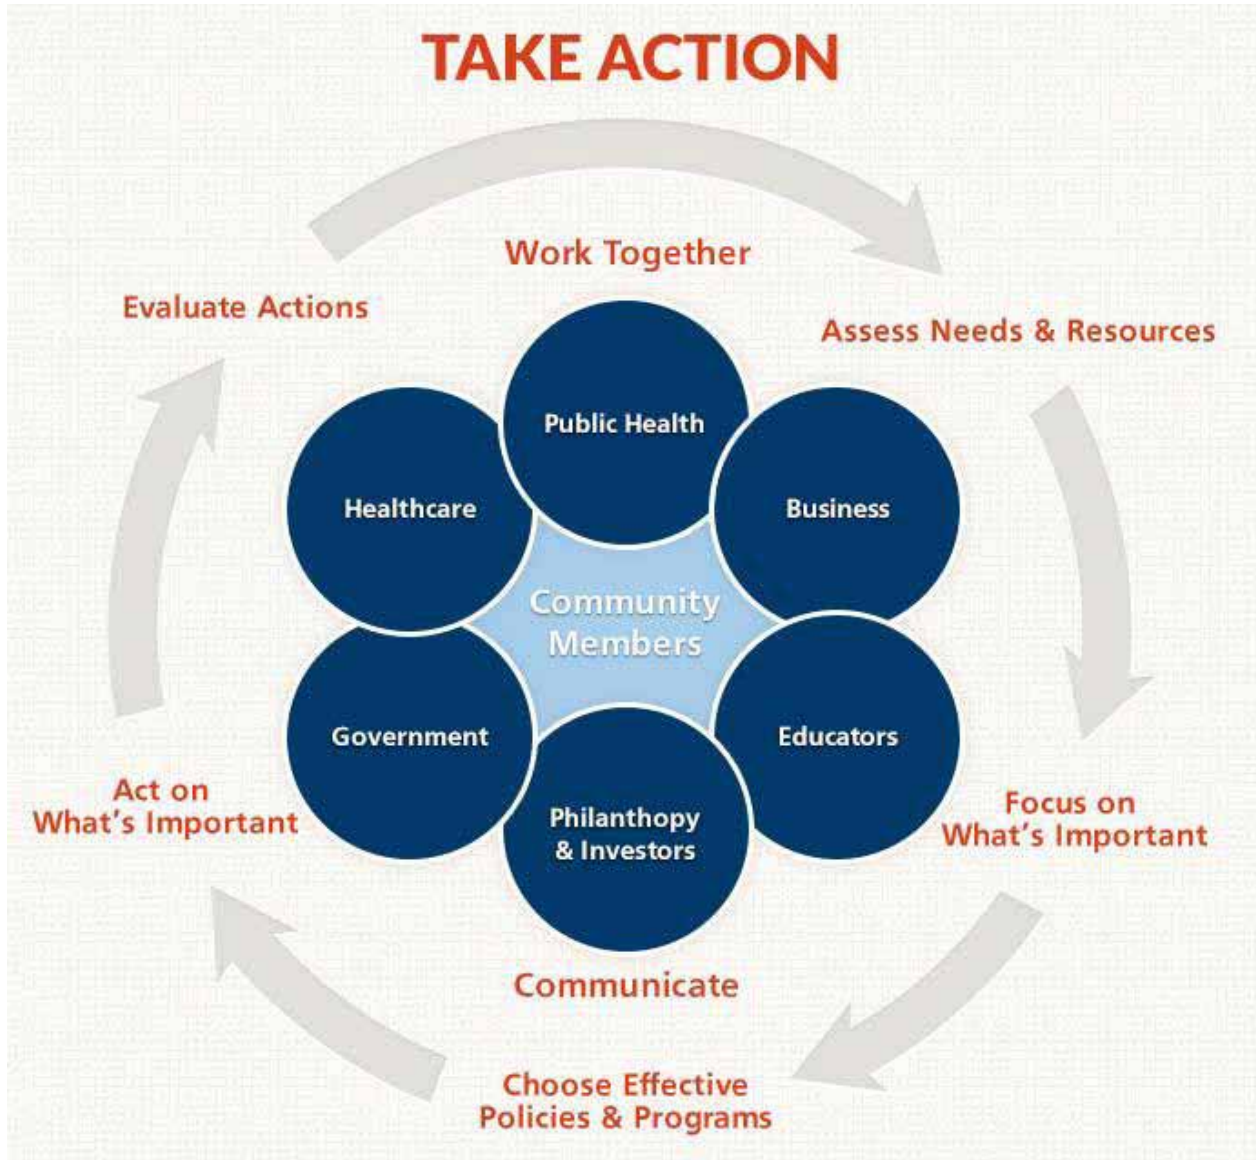 TAKE ACTION
Work Together
Evaluate Actions
Assess Needs & Resources
Public Health
Healthcare
Business
Community
Members
Government
Educators
Philanthopy
& Investors
Act on
What's Important
Focus on
What's Important
Communicate
Choose Effective
Policies & Programs